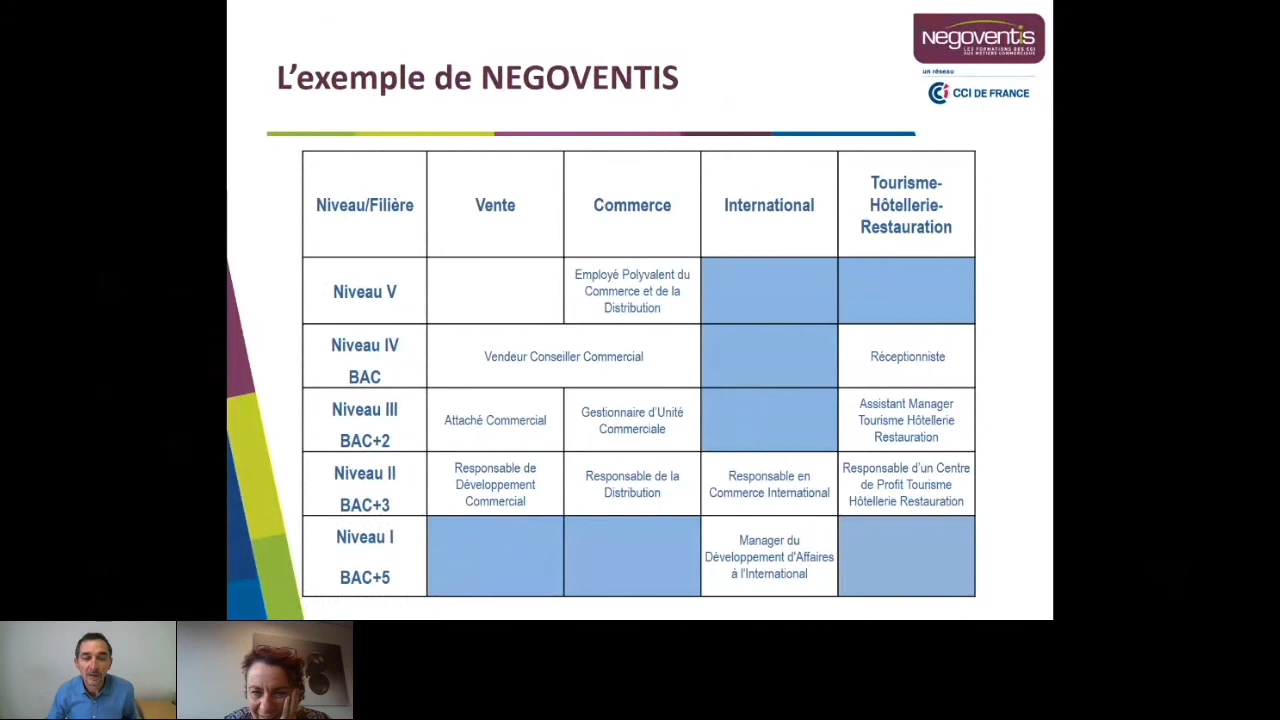 Negoventis
LES FORMATIONS DES CCI
AUX MÉTIERS COMMERCIAUX
un réseau
CCI DE FRANCE
L'exemple de NEGOVENTIS
Niveau/Filière
Vente
Commerce
International
Tourisme-
Hôtellerie-
Restauration
Niveau V
Employé Polyvalent du
Commerce et de la
Distribution
Niveau IV
BAC
Vendeur Conseiller Commercial
Réceptionniste
Niveau III
BAC+2
Attaché Commercial
Gestionnaire d'Unité
Commerciale
Assistant Manager
Tourisme Hôtellerie
Restauration
Niveau II
BAC+3
Responsable de
Développement
Commercial
Responsable de la
Distribution
Responsable en
Commerce International
Responsable d'un Centre
de Profit Tourisme
Hôtellerie Restauration
Niveau I
BAC+5
Manager du
Développement d'Affaires
à l'International